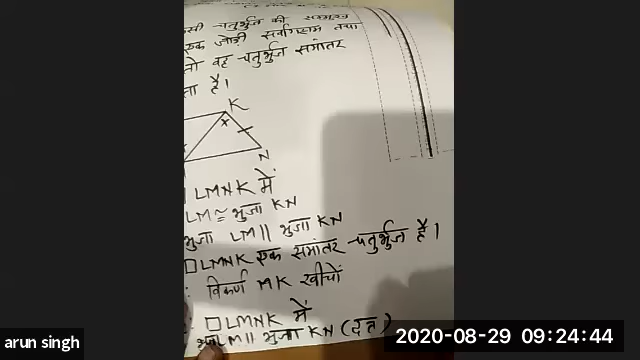 चतुर्भुज की सम्मुख
एक जोड़ी सर्वांगसम तथा
तो वह चतुर्भुज समांतर
है।
K
N
LMNK में
LM ≅ भुजा KN
भुजा LM || भुजा KN
□LMNK एक समांतर चतुर्भुज है।
विकर्ण MK खींचों
□LMNK में
भुजा LM || भुजा KN (दत्त)
arun singh
2020-08-29 09:24:44